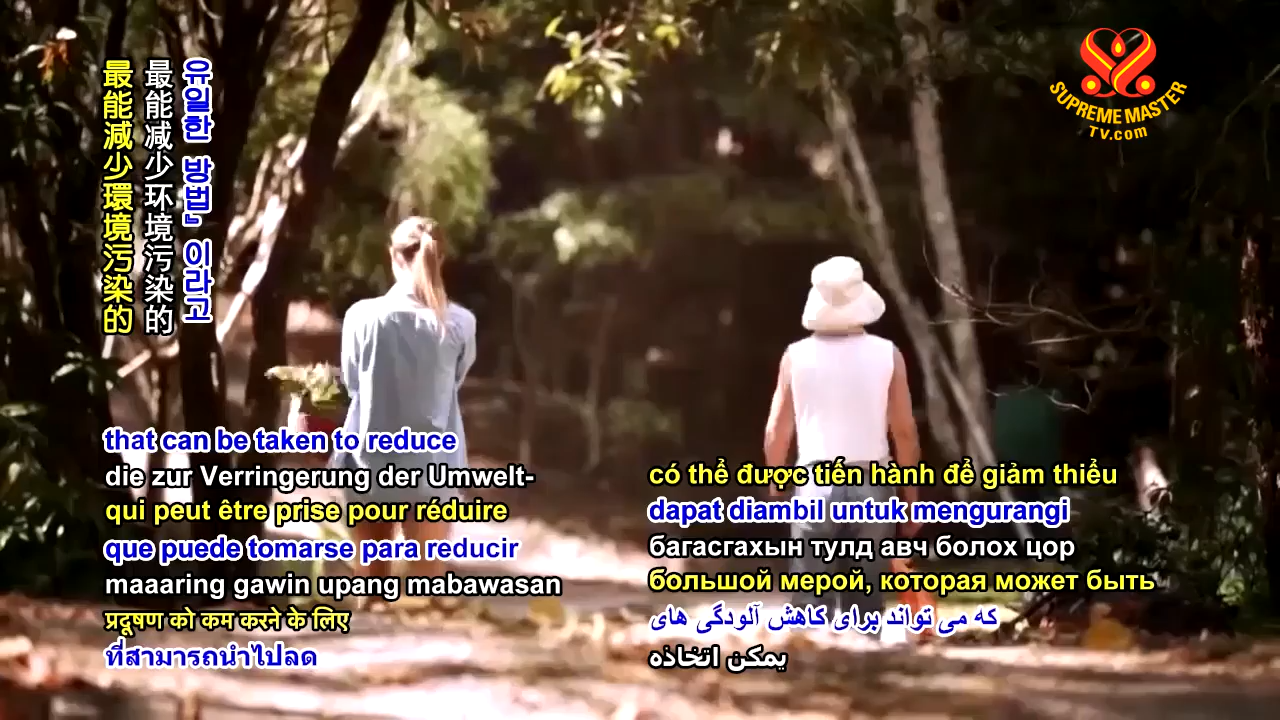 最能減少環境污染的
最能减少环境污染的
유일한 방법」이라고
SUPREME MASTER
TV.com
that can be taken to reduce
die zur Verringerung der Umwelt-
qui peut être prise pour réduire
que puede tomarse para reducir
maaaring gawin upang mabawasan
प्रदूषण को कम करने के लिए
ที่สามารถนำไปลด
có thể được tiến hành để giảm thiểu
dapat diambil untuk mengurangi
багасгахын тулд авч болох цор
большой мерой, которая может быть
که می تواند برای کاهش آلودگی های
يمكن اتخاذه